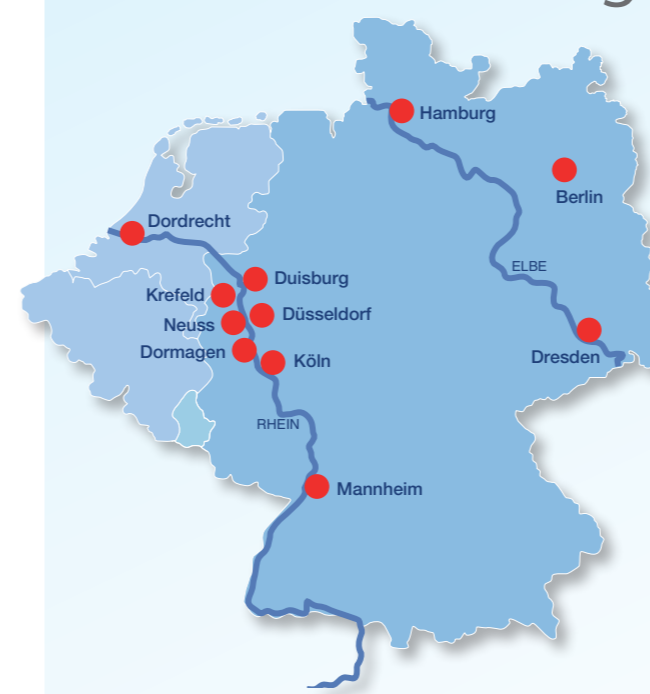 Hamburg
Berlin
Dordrecht
ELBE
Duisburg
Krefeld
Düsseldorf
Neuss
Dormagen
Köln
Dresden
RHEIN
Mannheim